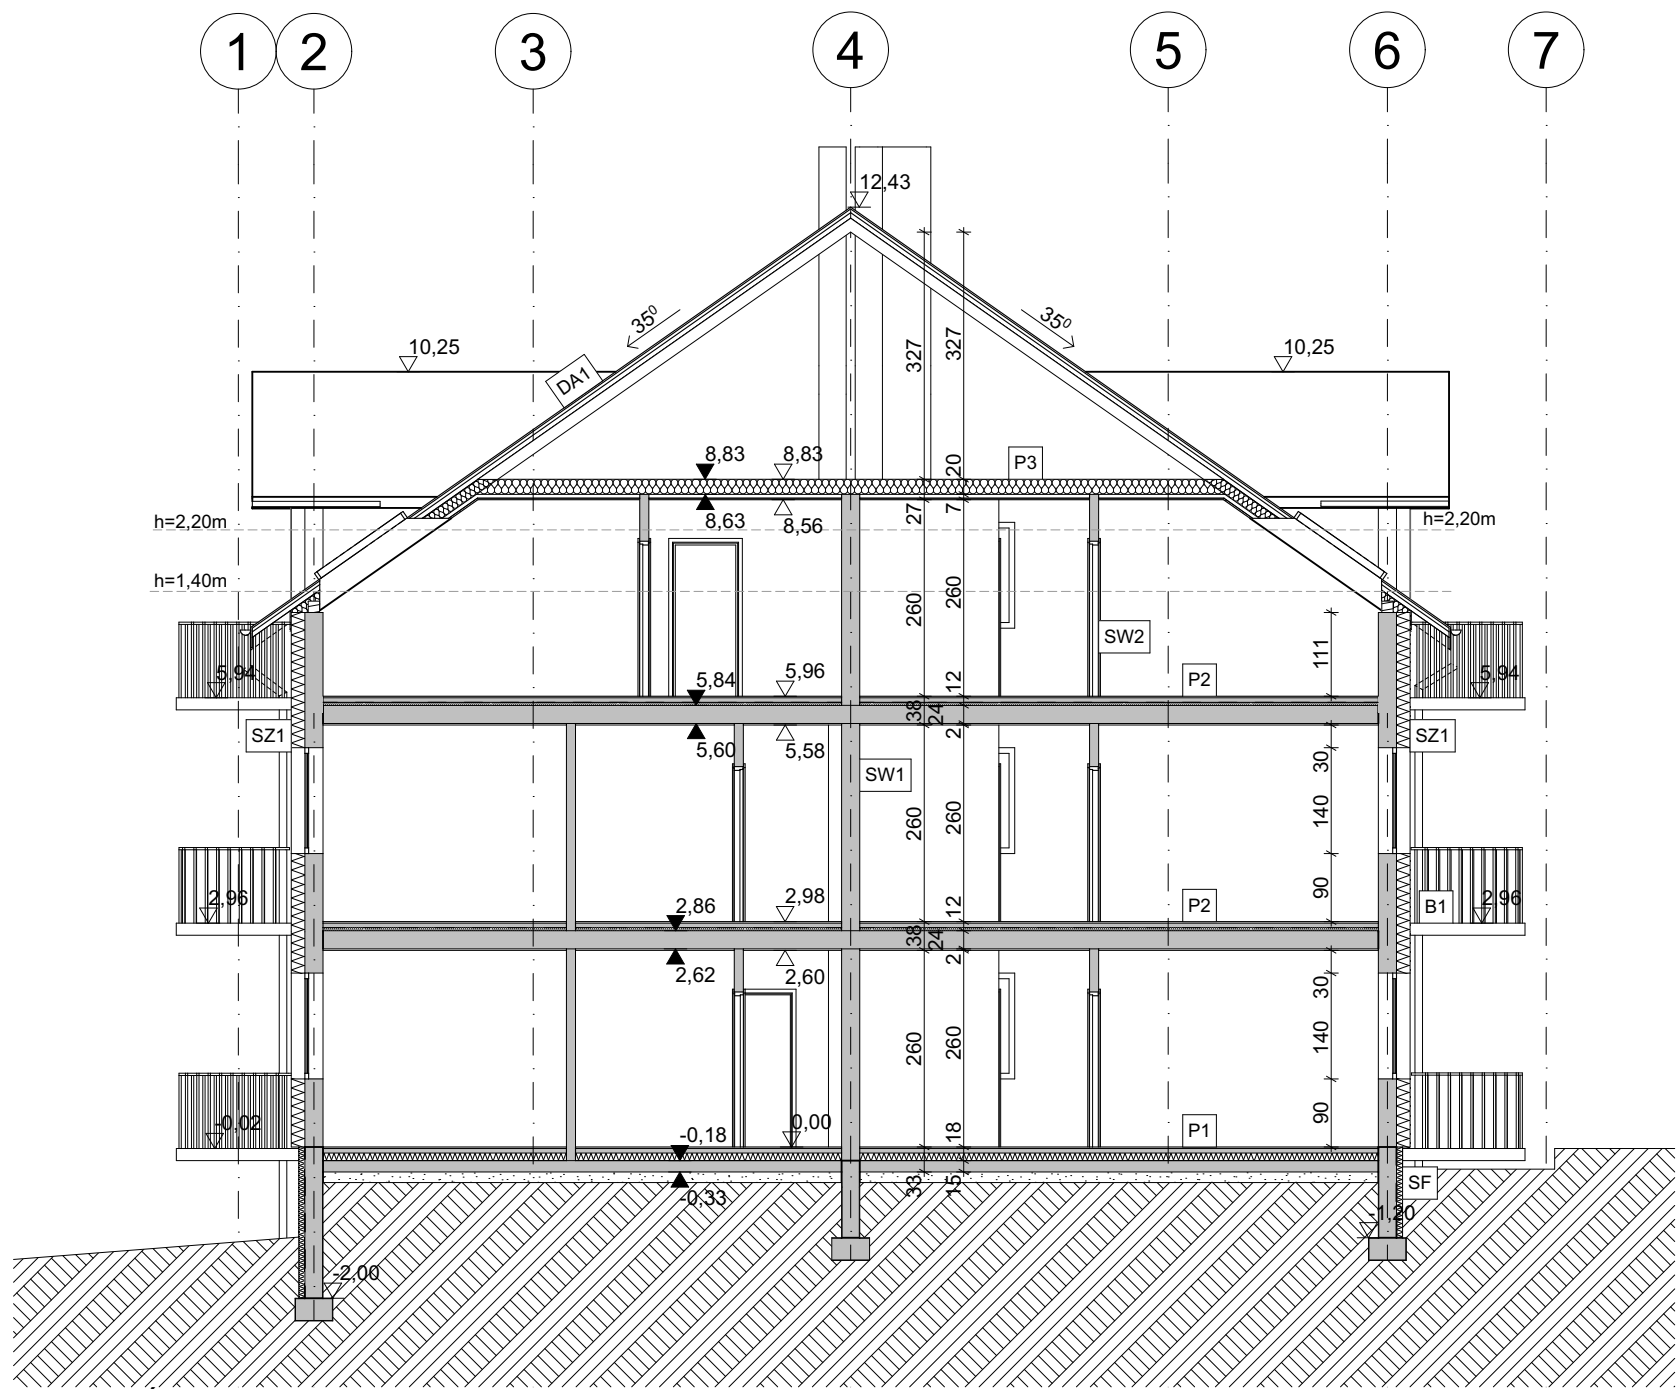 1 2 3 4 5 6 7
12,43
35⁰ 35⁰
10,25 10,25
327 327
DA1
8,83 8,83 20 P3
8,63 8,56 27 7
h=2,20m h=2,20m
h=1,40m
260 260
SW2
111
5,94 5,84 5,96 12 P2 5,94
38 24
SZ1 5,60 5,58 2 SZ1
SW1 30
260 260 140
90
2,96 2,86 2,98 12 P2 B1 2,96
38 24
2,62 2,60 2
30
260 260 140
90
-0,02 -0,18 0,00 18 P1
-0,33 33 15 SF
-1,20
-2,00